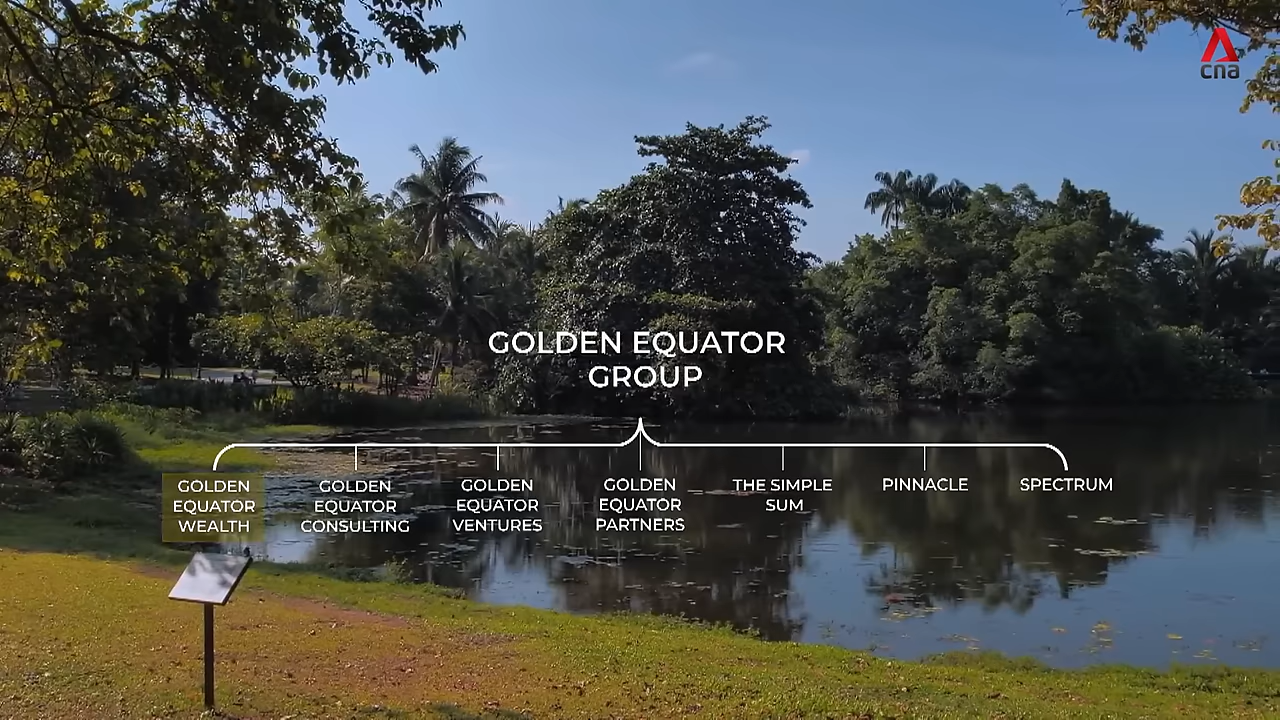 cna
GOLDEN EQUATOR
GROUP
GOLDEN
EQUATOR
WEALTH
GOLDEN
EQUATOR
CONSULTING
GOLDEN
EQUATOR
VENTURES
GOLDEN
EQUATOR
PARTNERS
THE SIMPLE
SUM
PINNACLE
SPECTRUM